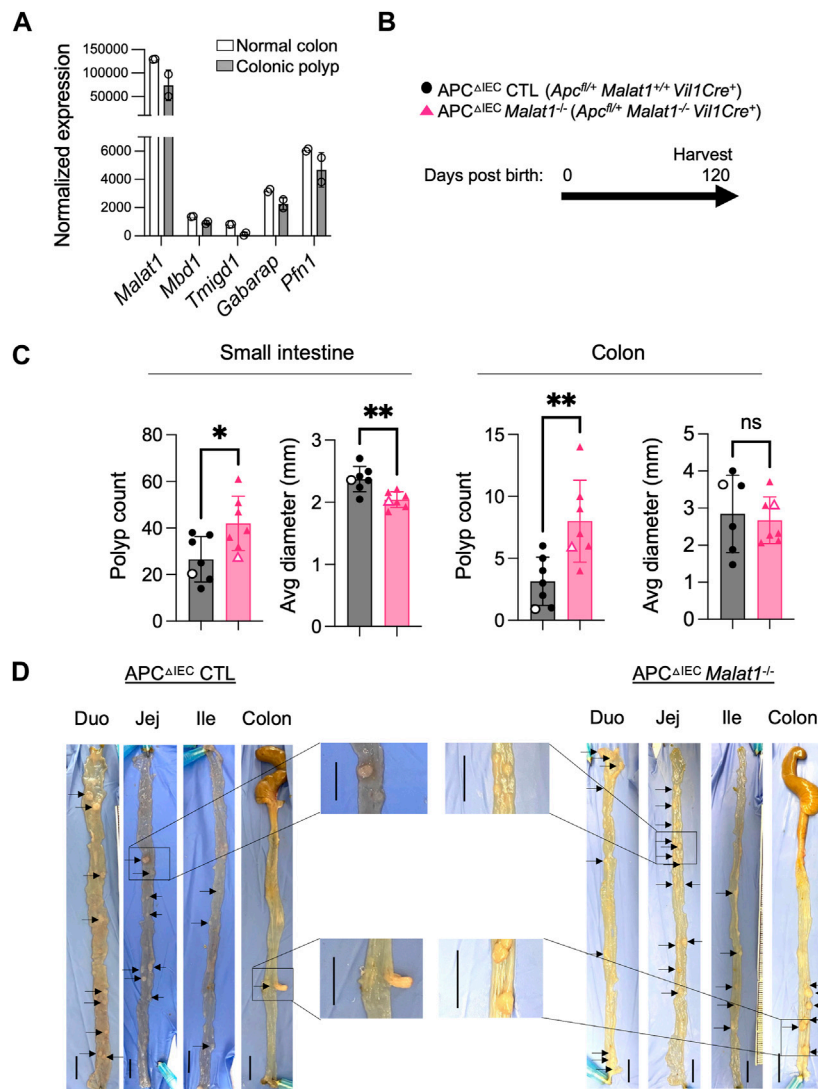 A
Normalized expression
150000
100000
50000
6000
4000
2000
0
Normal colon
Colonic polyp
Malat1
Mbd1
Tmigd1
Gabarap
Pfn1
B
APCΔIEC CTL (Apcfl/+ Malat1+/+ Vil1Cre+)
APCΔIEC Malat1-/- (Apcfl/+ Malat1-/- Vil1Cre+)
Harvest
Days post birth: 0 120
C
Small intestine
Colon
Polyp count
80
60
40
20
0
*
Avg diameter (mm)
3
2
1
0
**
Polyp count
15
10
5
0
**
Avg diameter (mm)
5
4
3
2
1
0
ns
D
APCΔIEC CTL
Duo Jej Ile Colon
APCΔIEC Malat1-/-
Duo Jej Ile Colon